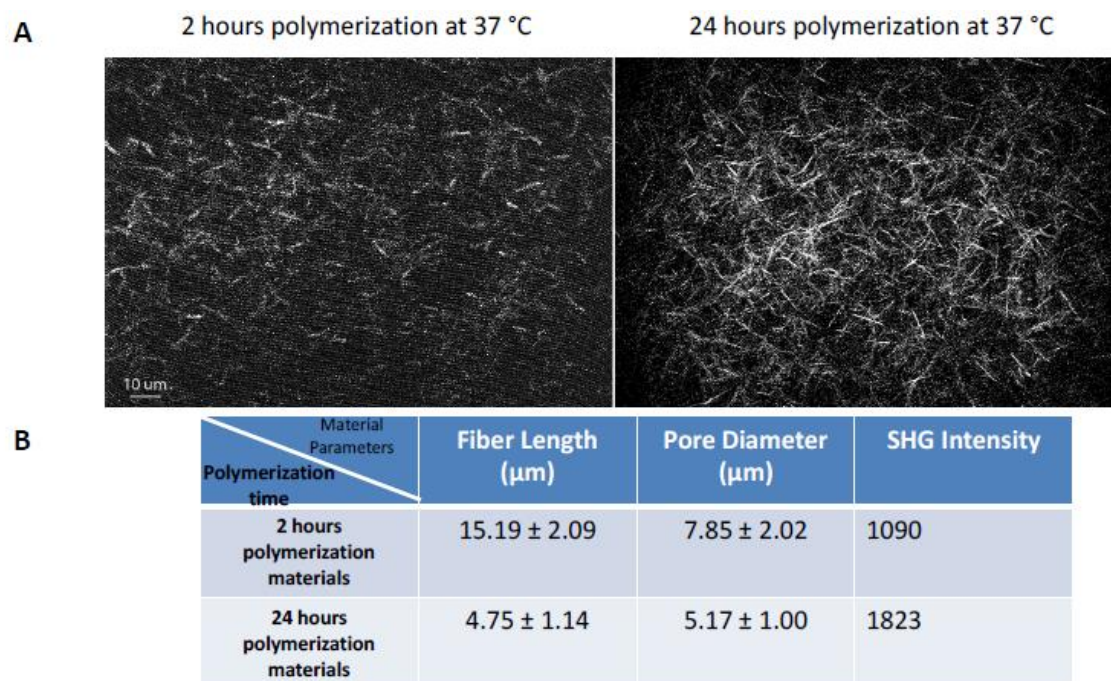 A
2 hours polymerization at 37 °C
24 hours polymerization at 37 °C
10 um
B
Material
Parameters
Polymerization
time
Fiber Length
(µm)
Pore Diameter
(µm)
SHG Intensity
2 hours
polymerization
materials
15.19 ± 2.09
7.85 ± 2.02
1090
24 hours
polymerization
materials
4.75 ± 1.14
5.17 ± 1.00
1823